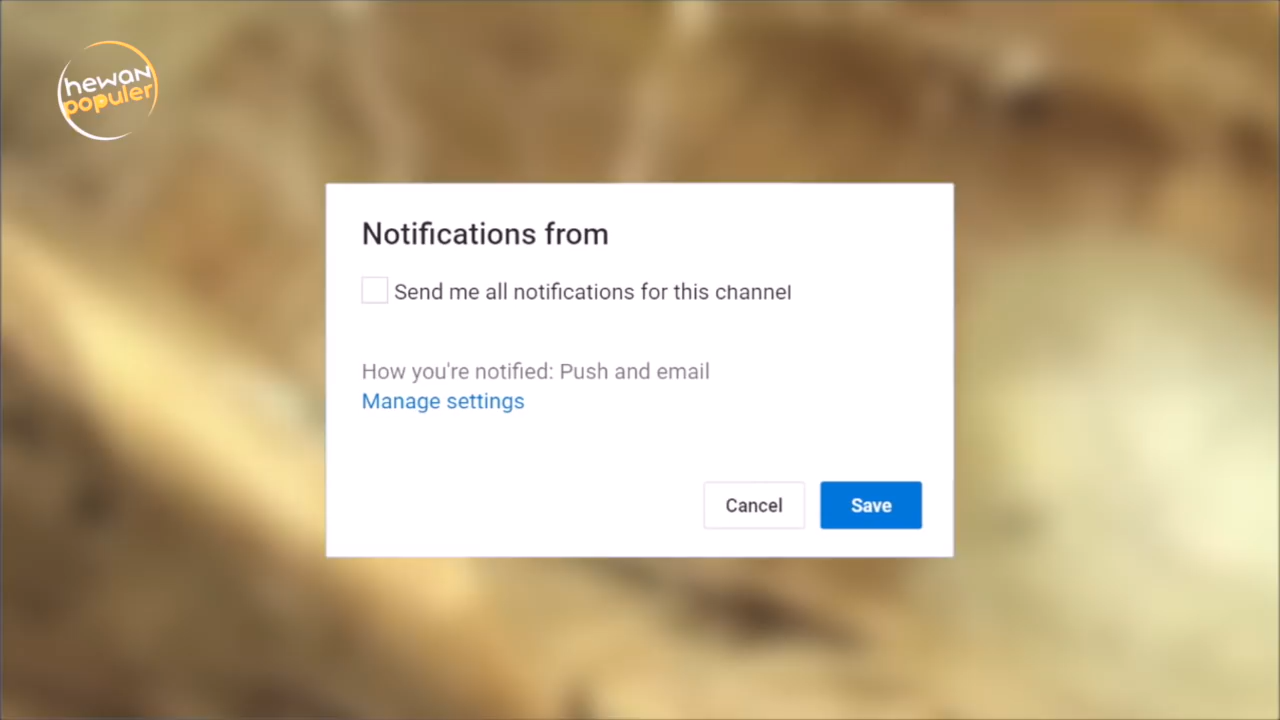 hewan
populer
Notifications from
Send me all notifications for this channel
How you're notified: Push and email
Manage settings
Cancel
Save